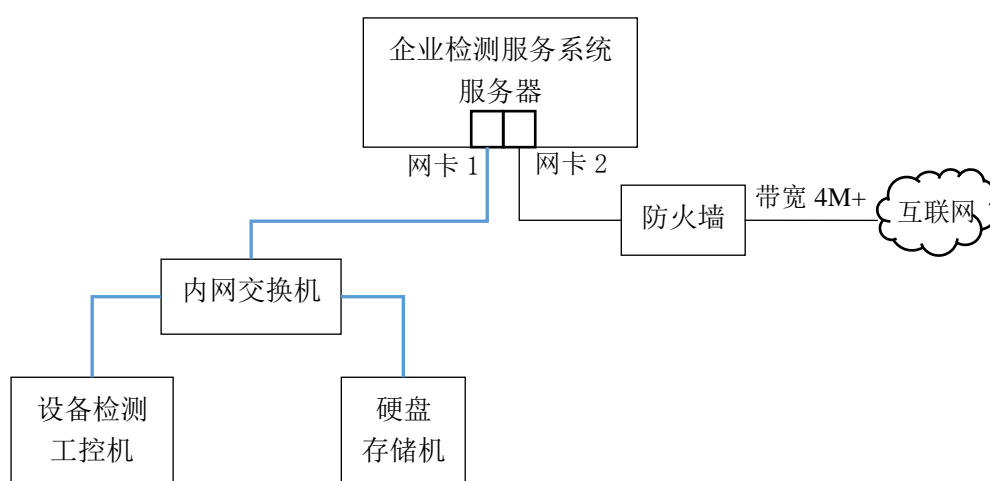 企业检测服务系统
服务器
网卡 1
网卡 2
防火墙
带宽 4M+
互联网
内网交换机
设备检测
工控机
硬盘
存储机